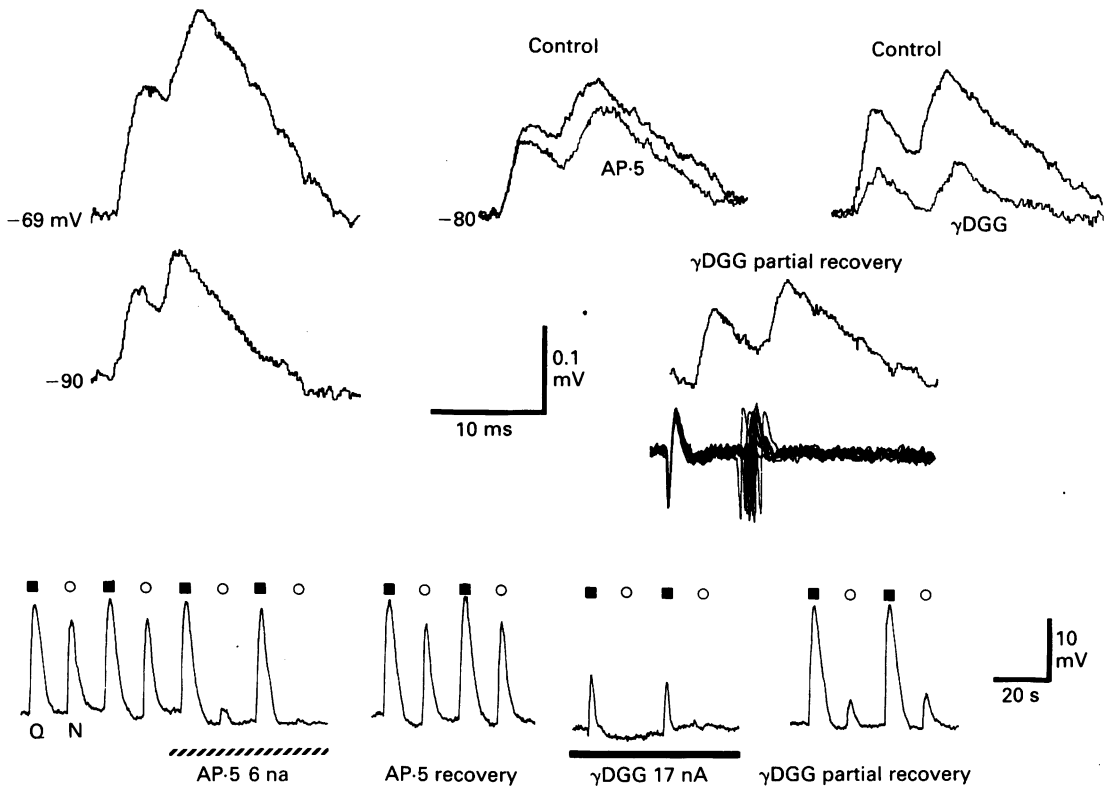 Control
Control
AP·5
−69 mV
−80
γDGG
γDGG partial recovery
−90
0.1
mV
10 ms
Q
N
10
mV
20 s
AP·5 6 na
AP·5 recovery
γDGG 17 nA
γDGG partial recovery